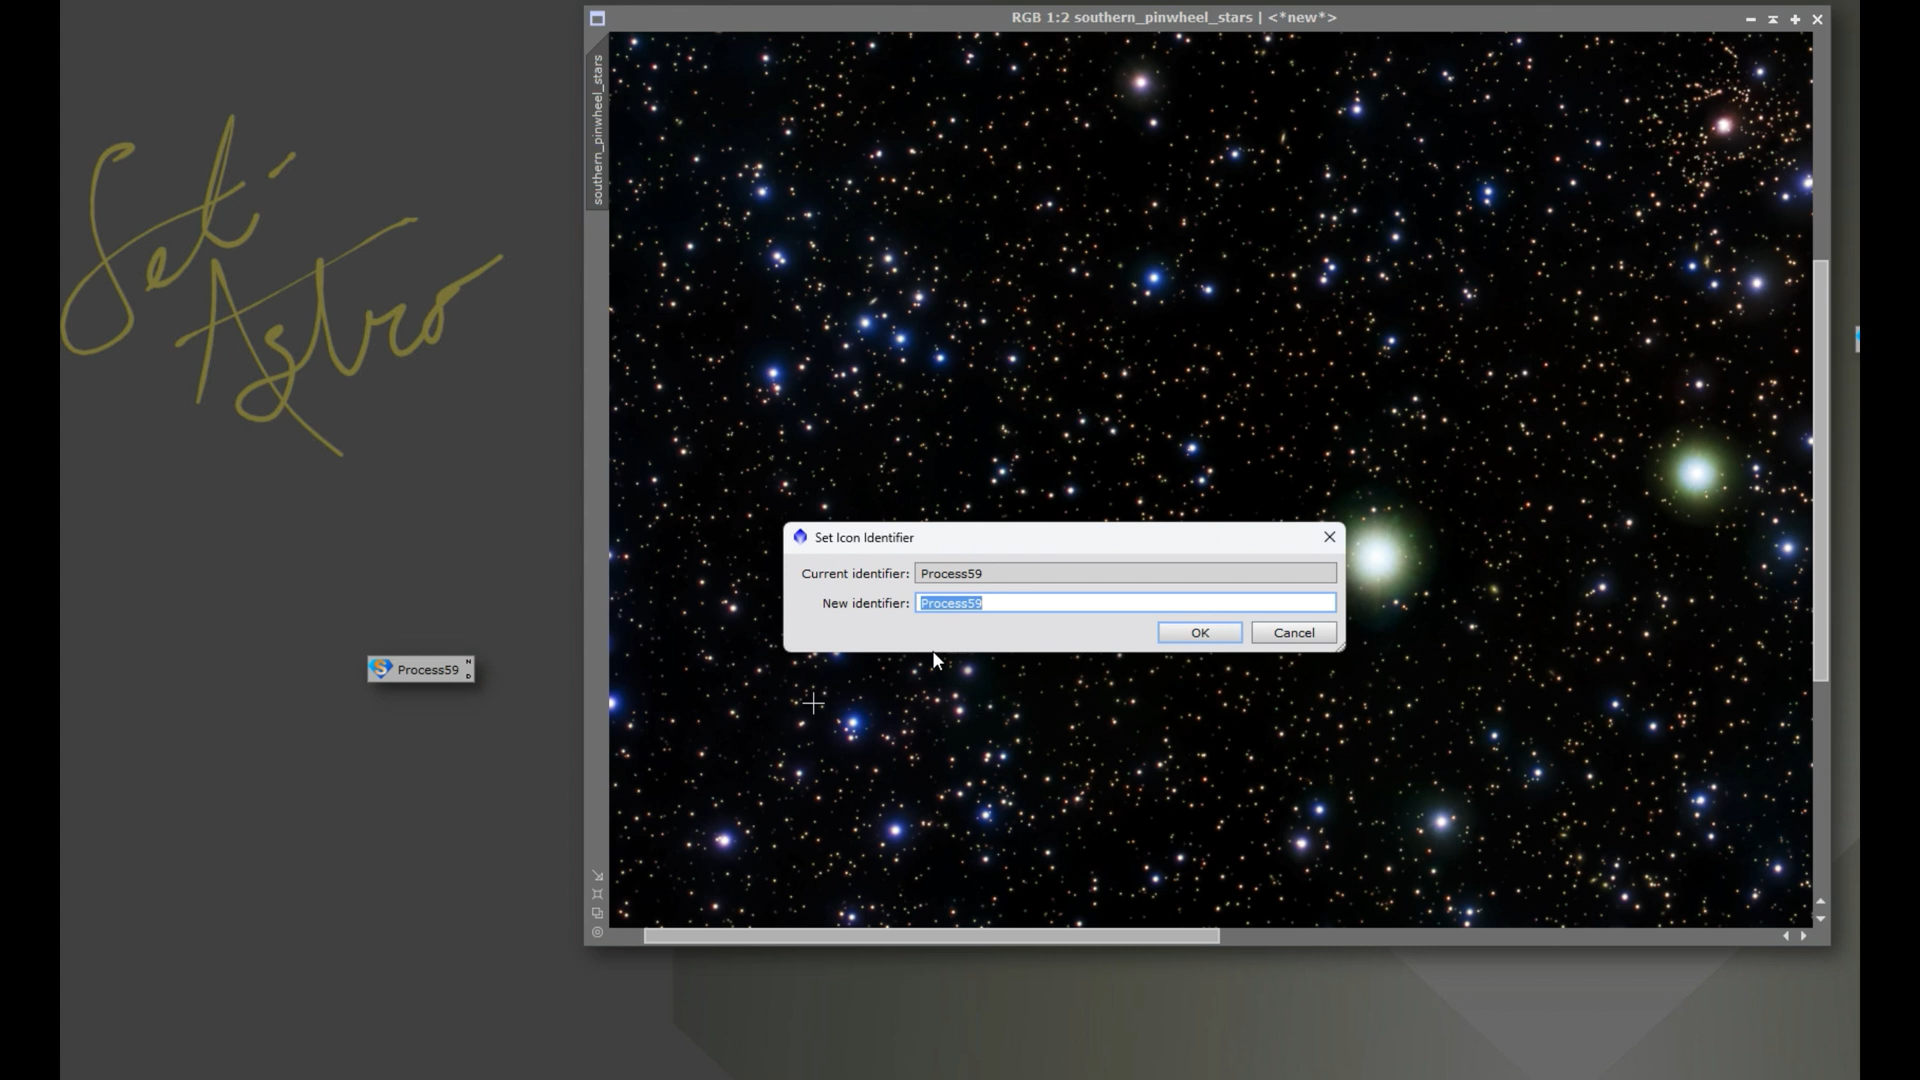 RGB 1:2 southern_pinwheel_stars | <*new*>
southern_pinwheel_stars
Seti
Astro
Set Icon Identifier
Current identifier: Process59
New identifier: Process59
OK Cancel
Process59 N D